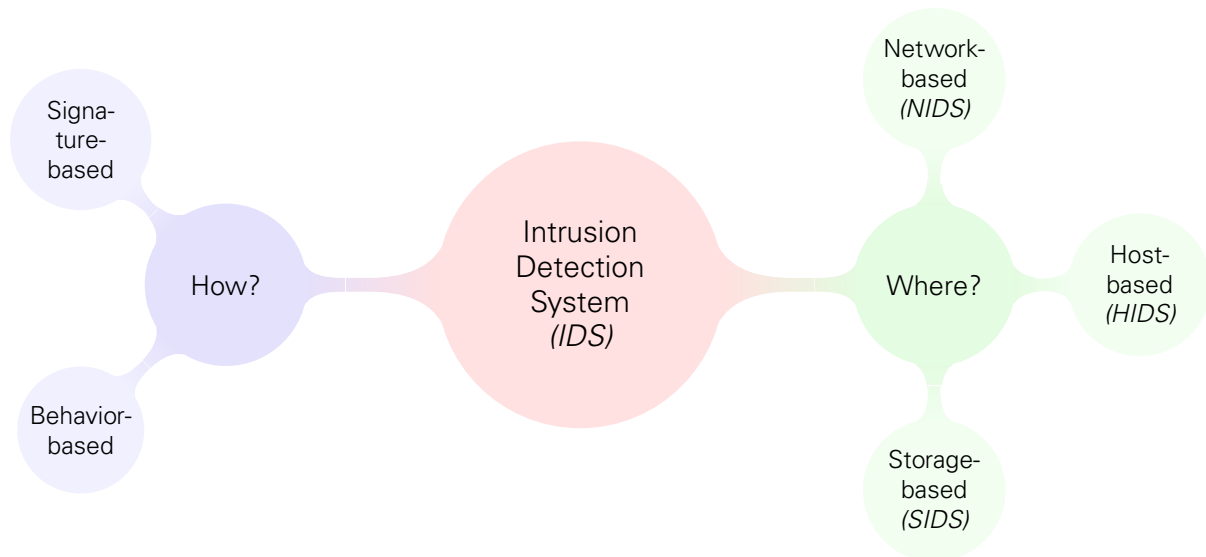 Signa-
ture-
based
How?
Behavior-
based
Intrusion
Detection
System
(IDS)
Network-
based
(NIDS)
Where?
Host-
based
(HIDS)
Storage-
based
(SIDS)